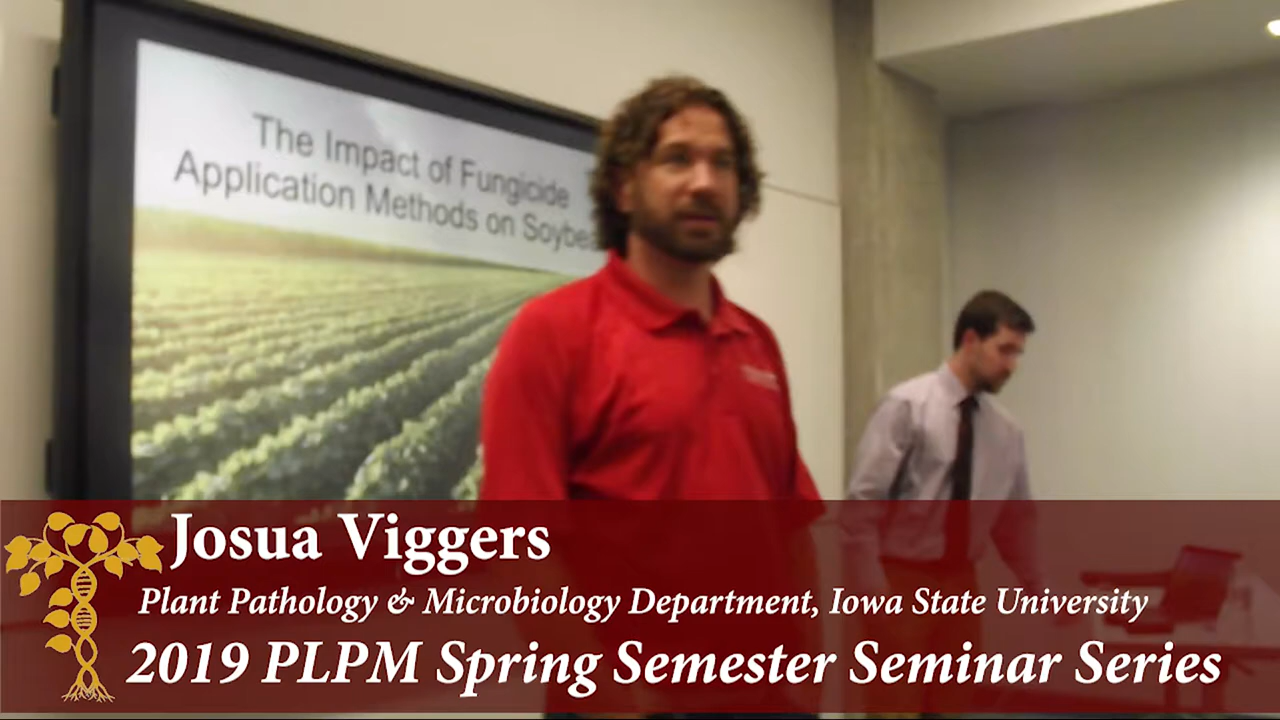 The Impact of Fungicide
Application Methods on
Josua Viggers
Plant Pathology & Microbiology Department, Iowa State University
2019 PLPM Spring Semester Seminar Series